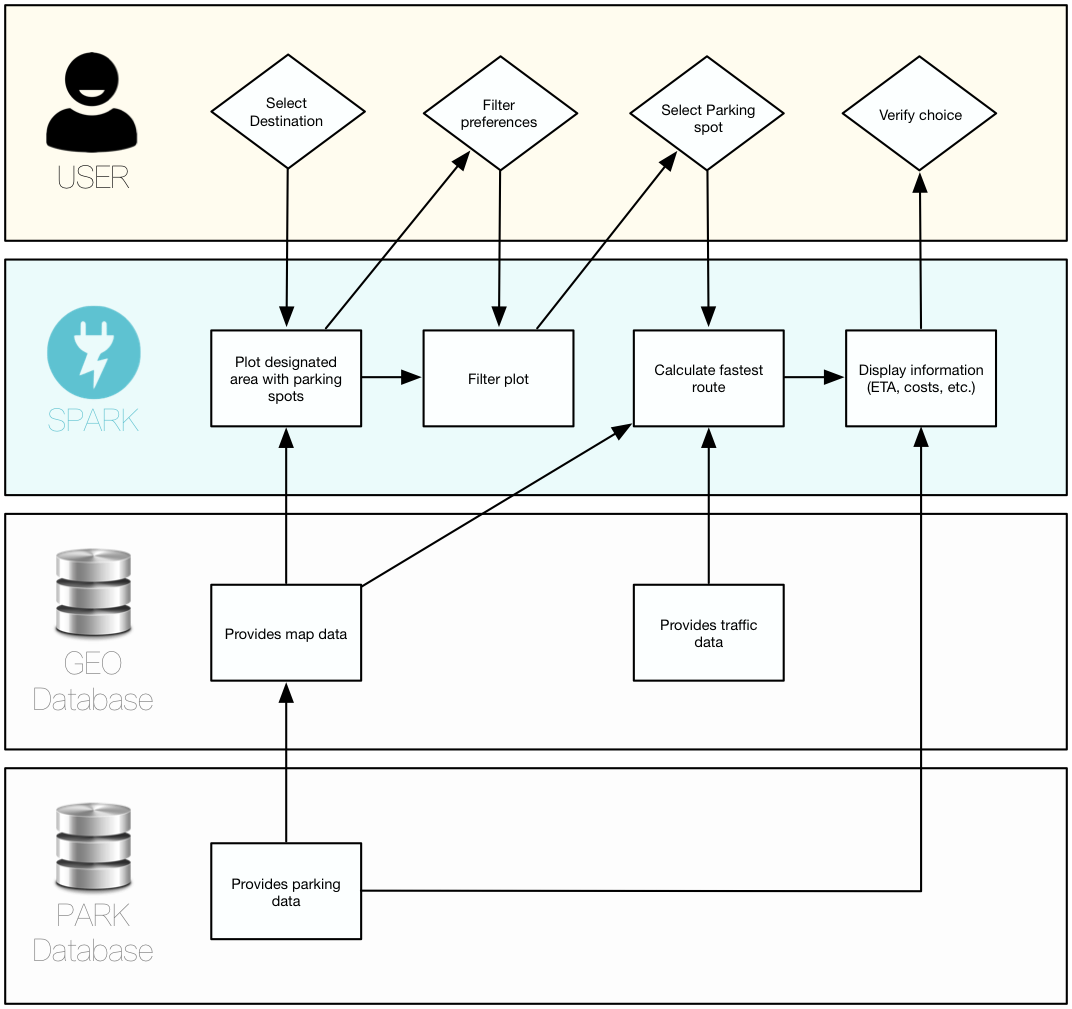 Select
Destination
Filter
preferences
Select Parking
spot
Verify choice
USER
Plot designated
area with parking
spots
Filter plot
Calculate fastest
route
Display information
(ETA, costs, etc.)
SPARK
Provides map data
Provides traffic
data
GEO
Database
Provides parking
data
PARK
Database